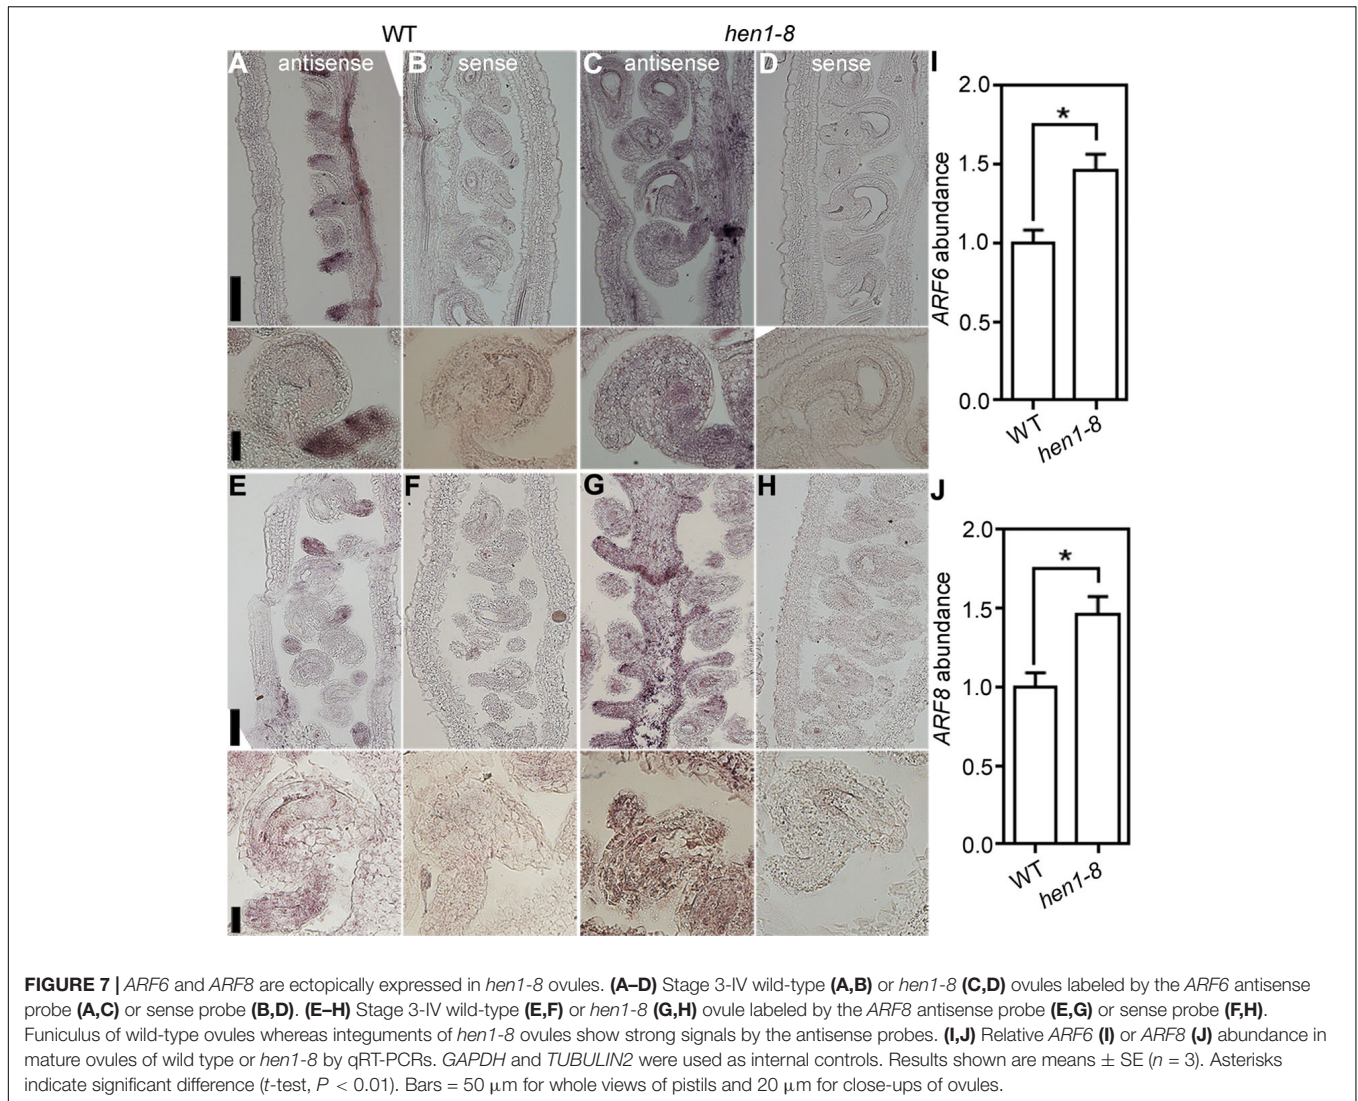 WT
hen1-8
A antisense
B sense
C antisense
D sense
I
2.0
1.5
1.0
0.5
0.0
ARF6 abundance
*
WT
hen1-8
E
F
G
H
J
2.0
1.5
1.0
0.5
0.0
ARF8 abundance
*
WT
hen1-8
FIGURE 7 | ARF6 and ARF8 are ectopically expressed in hen1-8 ovules. (A–D) Stage 3-IV wild-type (A,B) or hen1-8 (C,D) ovules labeled by the ARF6 antisense
probe (A,C) or sense probe (B,D). (E–H) Stage 3-IV wild-type (E,F) or hen1-8 (G,H) ovule labeled by the ARF8 antisense probe (E,G) or sense probe (F,H).
Funiculus of wild-type ovules whereas integuments of hen1-8 ovules show strong signals by the antisense probes. (I,J) Relative ARF6 (I) or ARF8 (J) abundance in
mature ovules of wild type or hen1-8 by qRT-PCRs. GAPDH and TUBULIN2 were used as internal controls. Results shown are means ± SE (n = 3). Asterisks
indicate significant difference (t-test, P < 0.01). Bars = 50 μm for whole views of pistils and 20 μm for close-ups of ovules.